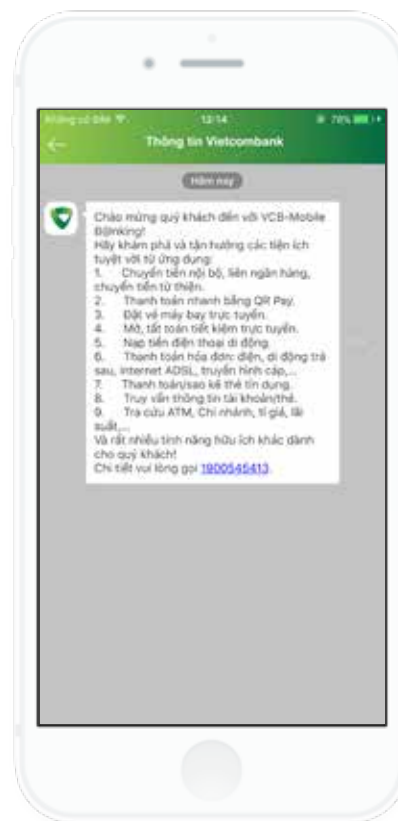 12:14
76%
Thông tin Vietcombank
Hôm nay
Chào mừng quý khách đến với VCB-Mobile
B@nking!
Hãy khám phá và tận hưởng các tiện ích
tuyệt vời từ ứng dụng:
1. Chuyển tiền nội bộ, liên ngân hàng,
chuyển tiền từ thiện.
2. Thanh toán nhanh bằng QR Pay.
3. Đặt vé máy bay trực tuyến.
4. Mở, tất toán tiết kiệm trực tuyến.
5. Nạp tiền điện thoại di động.
6. Thanh toán hóa đơn: điện, di động trả
sau, internet ADSL, truyền hình cáp,...
7. Thanh toán/sao kê thẻ tín dụng.
8. Truy vấn thông tin tài khoản/thẻ.
9. Tra cứu ATM, Chi nhánh, tỉ giá, lãi
suất,...
Và rất nhiều tính năng hữu ích khác dành
cho quý khách!
Chi tiết vui lòng gọi 1900545413.